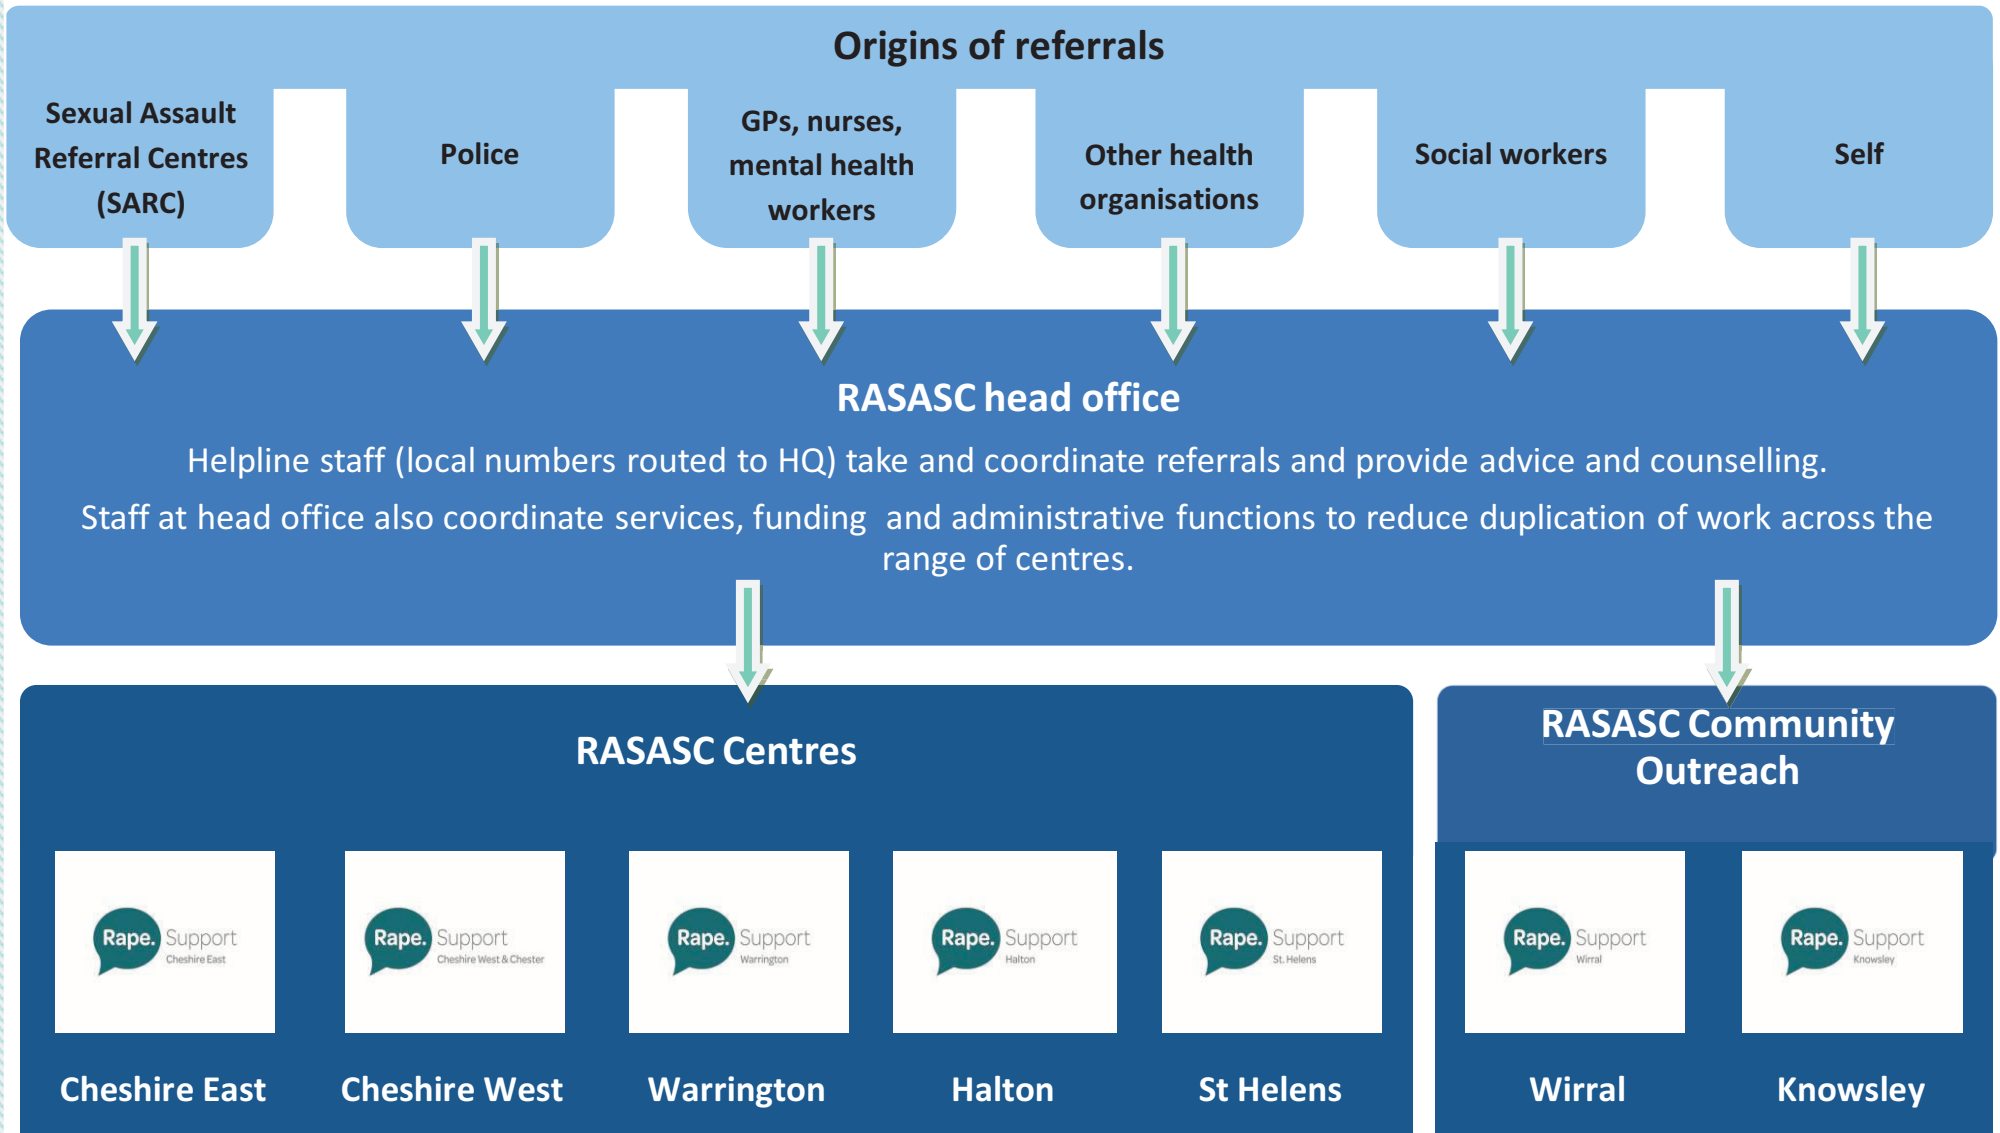 Origins of referrals
Sexual Assault
Referral Centres
(SARC)
Police
GPs, nurses,
mental health
workers
Other health
organisations
Social workers
Self
RASASC head office
Helpline staff (local numbers routed to HQ) take and coordinate referrals and provide advice and counselling.
Staff at head office also coordinate services, funding and administrative functions to reduce duplication of work across the
range of centres.
RASASC Centres
RASASC Community
Outreach
Rape. Support
Cheshire East
Rape. Support
Cheshire West & Chester
Rape. Support
Warrington
Rape. Support
Halton
Rape. Support
St. Helens
Rape. Support
Wirral
Rape. Support
Knowsley
Cheshire East
Cheshire West
Warrington
Halton
St Helens
Wirral
Knowsley